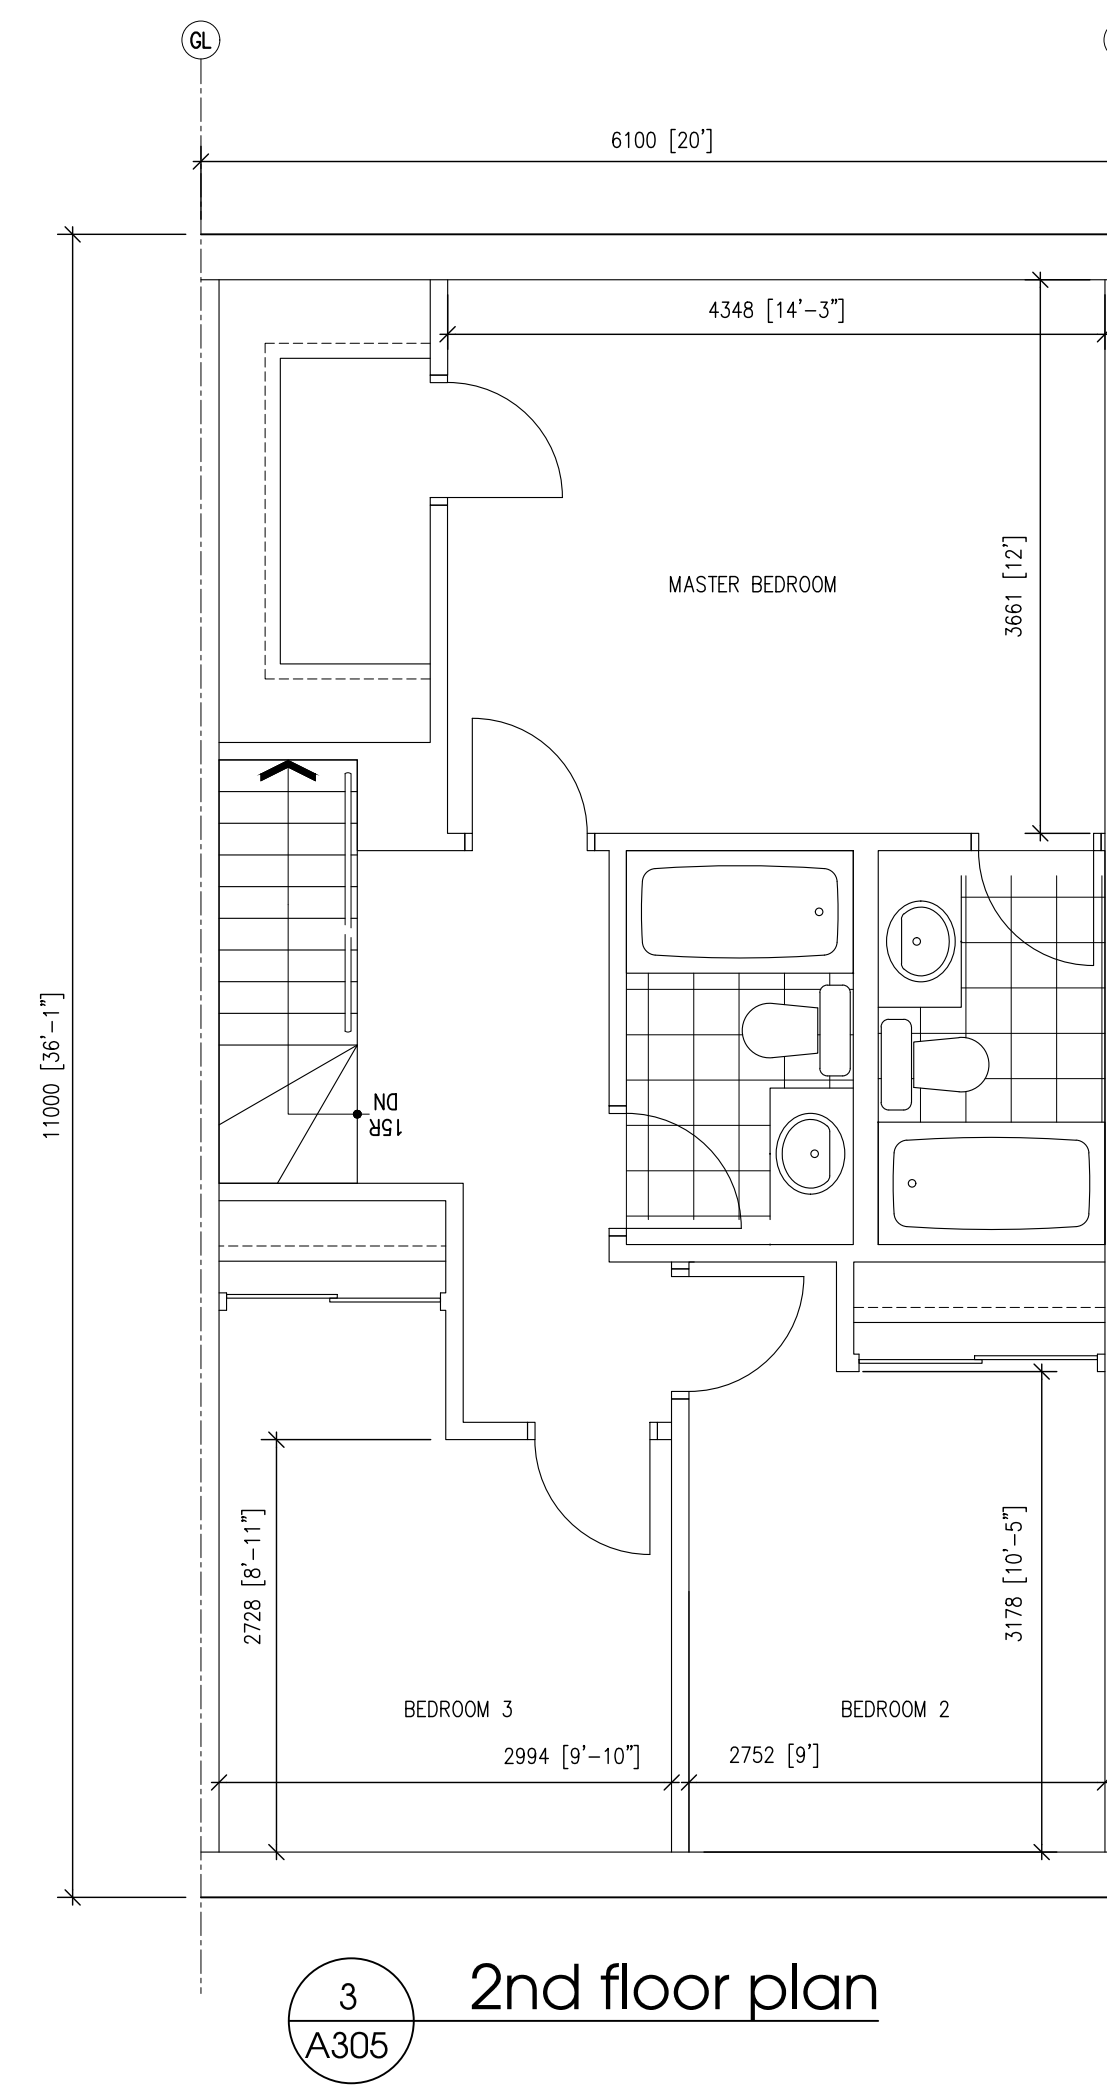 GL
6100 [20']
4348 [14'-3"]
3661 [12']
MASTER BEDROOM
11000 [36'-1"]
15R
DN
2728 [8'-11"]
3178 [10'-5"]
BEDROOM 3
BEDROOM 2
2994 [9'-10"]
2752 [9']
3
2nd floor plan
A305